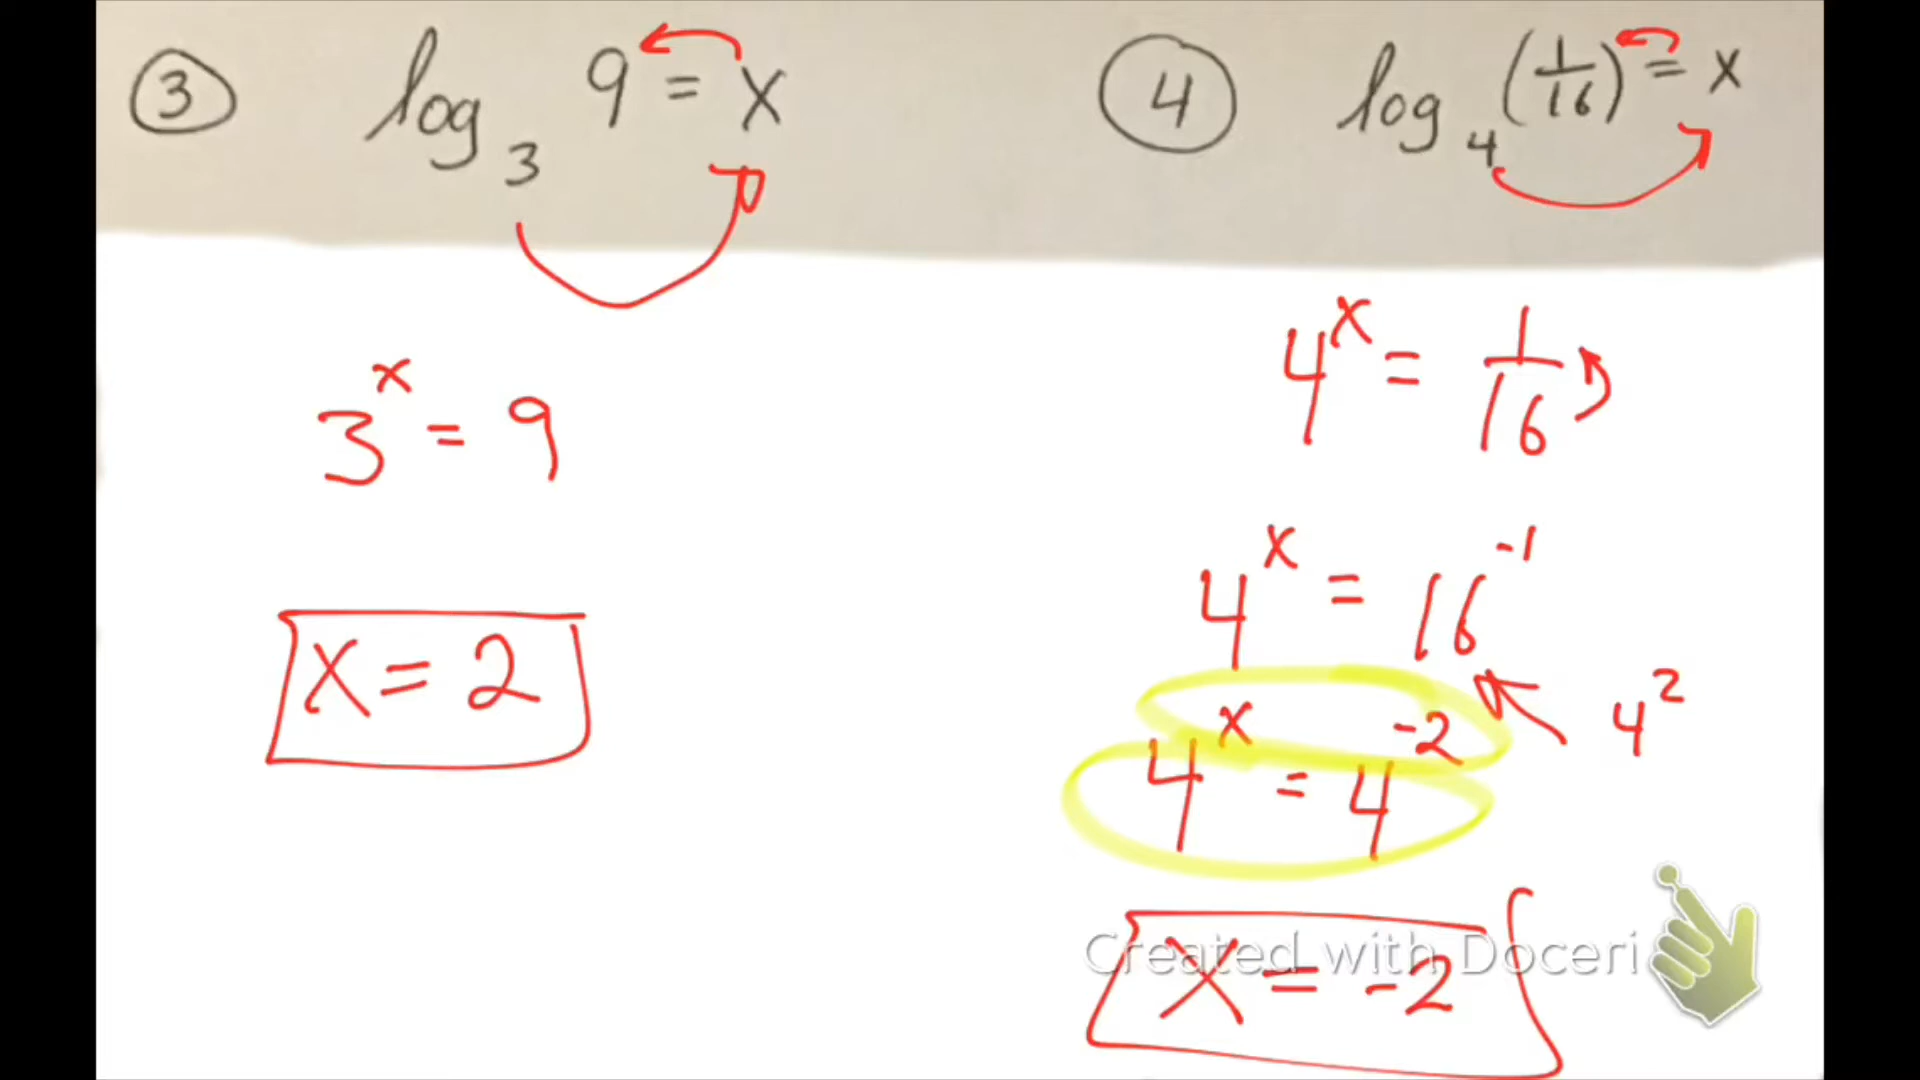 3
log₃ 9 = x
3ˣ = 9
x = 2
4
log₄ (1/16) = x
4ˣ = 1/16
4ˣ = 16⁻¹
4²
4ˣ = 4⁻²
x = -2
Created with Doceri